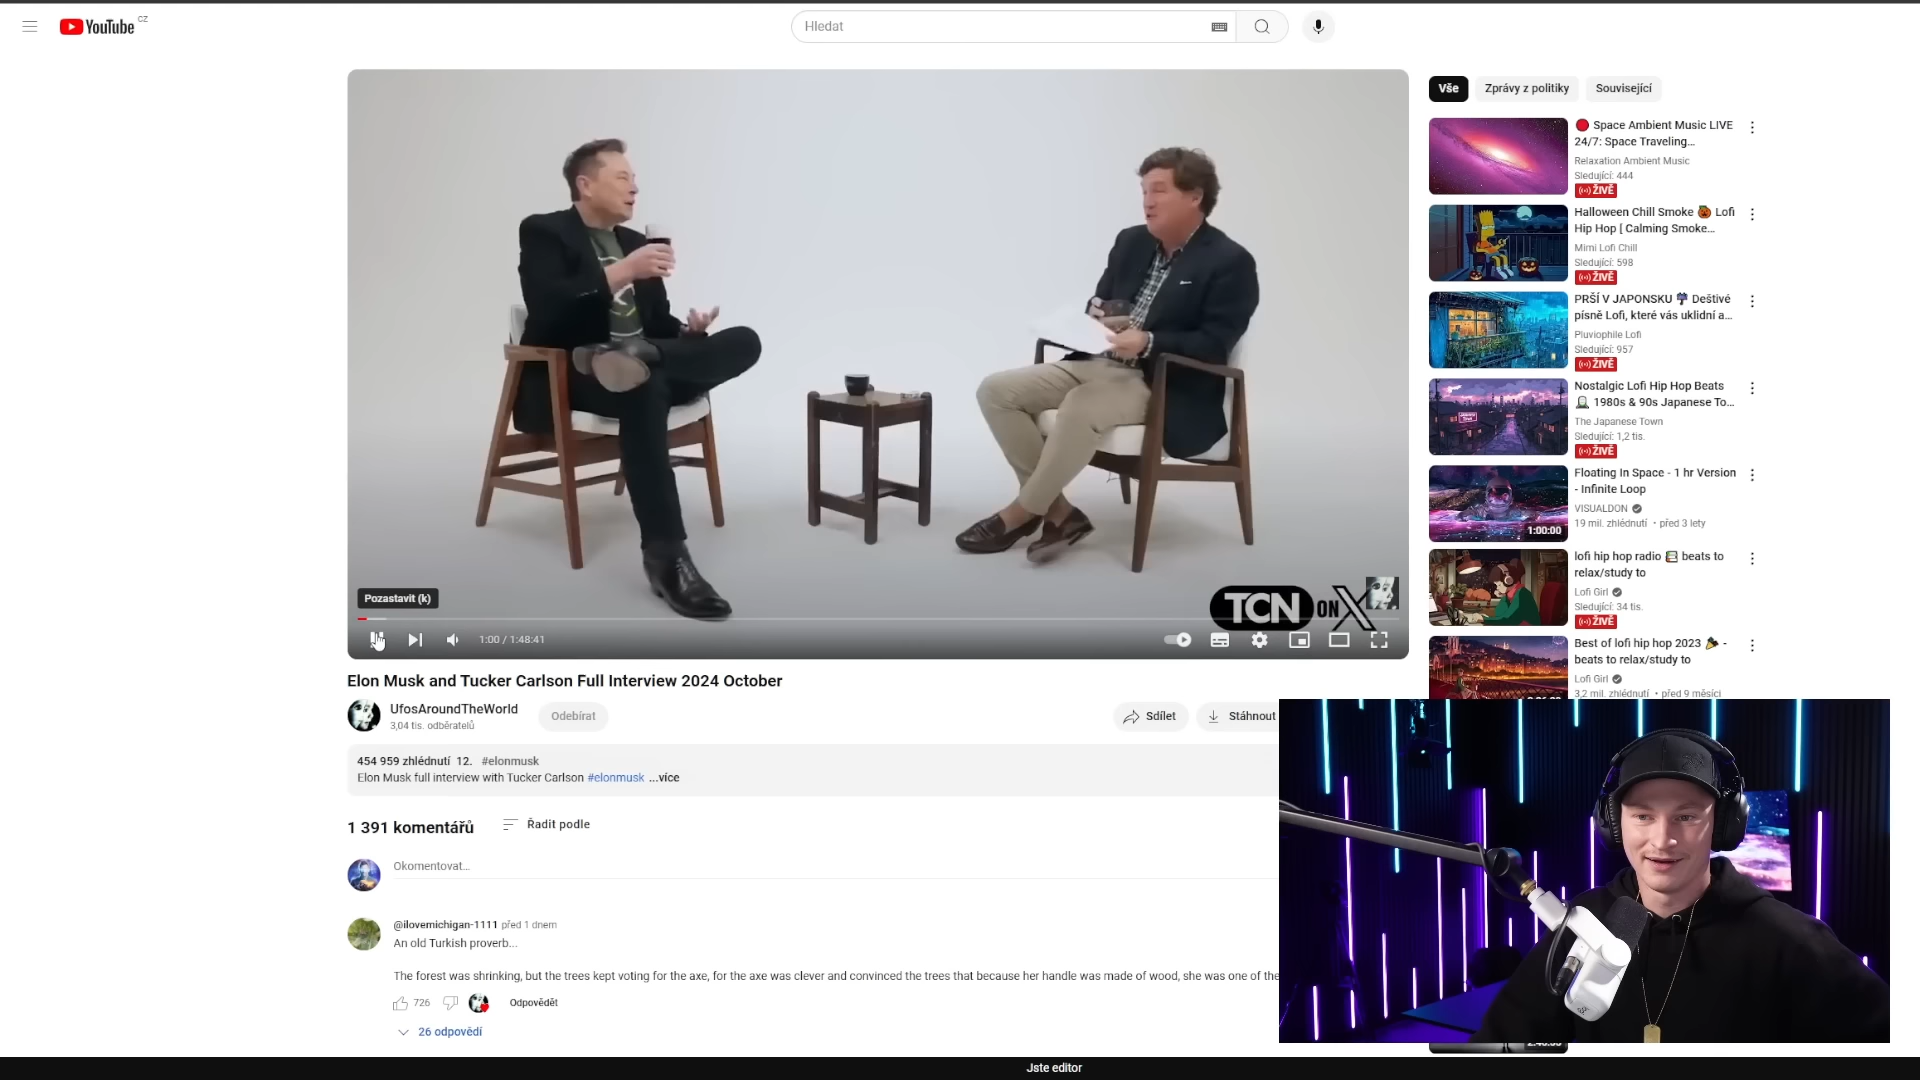 YouTube CZ
Hledat
Vše
Zprávy z politiky
Související
Space Ambient Music LIVE
24/7: Space Traveling...
Relaxation Ambient Music
Sledující: 444
ŽIVĚ
Halloween Chill Smoke 🎃 Lofi
Hip Hop [ Calming Smoke...
Mimi Lofi Chill
Sledující: 598
ŽIVĚ
PRŠÍ V JAPONSKU ☔ Deštivé
písně Lofi, které vás uklidní a...
Pluviophile Lofi
Sledující: 957
ŽIVĚ
Nostalgic Lofi Hip Hop Beats
1980s & 90s Japanese To...
The Japanese Town
Sledující: 1,2 tis.
ŽIVĚ
1:00:00
Floating In Space - 1 hr Version
- Infinite Loop
VISUALDON
19 mil. zhlédnutí • před 3 lety
lofi hip hop radio 📚 beats to
relax/study to
Lofi Girl
Sledující: 34 tis.
ŽIVĚ
Best of lofi hip hop 2023 🎉 -
beats to relax/study to
Lofi Girl
3,2 mil. zhlédnutí • před 9 měsíci
TCN ON X
Pozastavit (k)
1:00 / 1:48:41
Elon Musk and Tucker Carlson Full Interview 2024 October
UfosAroundTheWorld
3,04 tis. odběratelů
Odebírat
Sdílet
Stáhnout
454 959 zhlédnutí 12. #elonmusk
Elon Musk full interview with Tucker Carlson #elonmusk ...více
1 391 komentářů
Řadit podle
Okomentovat...
@ilovemichigan-1111 před 1 dnem
An old Turkish proverb...
The forest was shrinking, but the trees kept voting for the axe, for the axe was clever and convinced the trees that because her handle was made of wood, she was one of the
726
Odpovědět
26 odpovědí
Jste editor